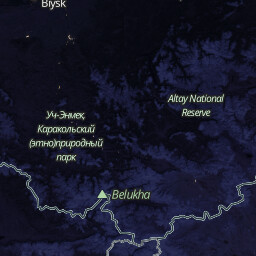 Biysk
Altay National
Reserve
Уч-Энмек,
Каракольский
(этно)природный
парк
Belukha